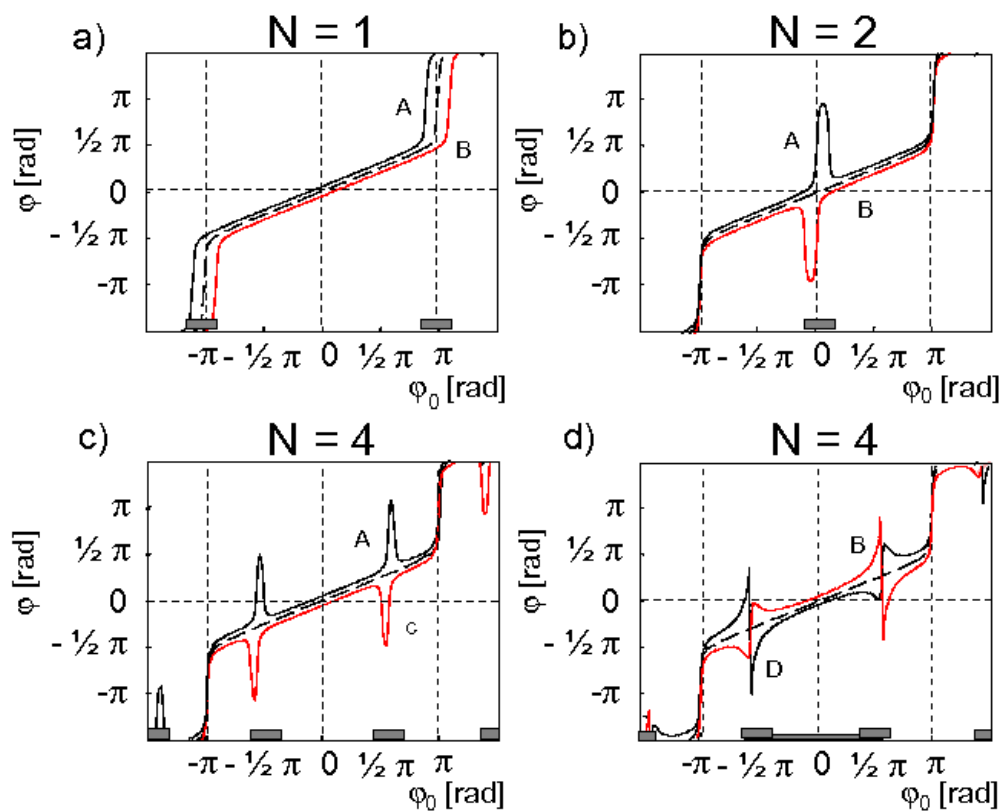 a) N = 1
π
½ π
0
- ½ π
-π
φ [rad]
A
B
-π - ½ π 0 ½ π π
φ₀ [rad]
b) N = 2
π
½ π
0
- ½ π
-π
φ [rad]
A
B
-π - ½ π 0 ½ π π
φ₀ [rad]
c) N = 4
π
½ π
0
- ½ π
-π
φ [rad]
A
c
-π - ½ π 0 ½ π π
φ₀ [rad]
d) N = 4
π
½ π
0
- ½ π
-π
φ [rad]
B
D
-π - ½ π 0 ½ π π
φ₀ [rad]